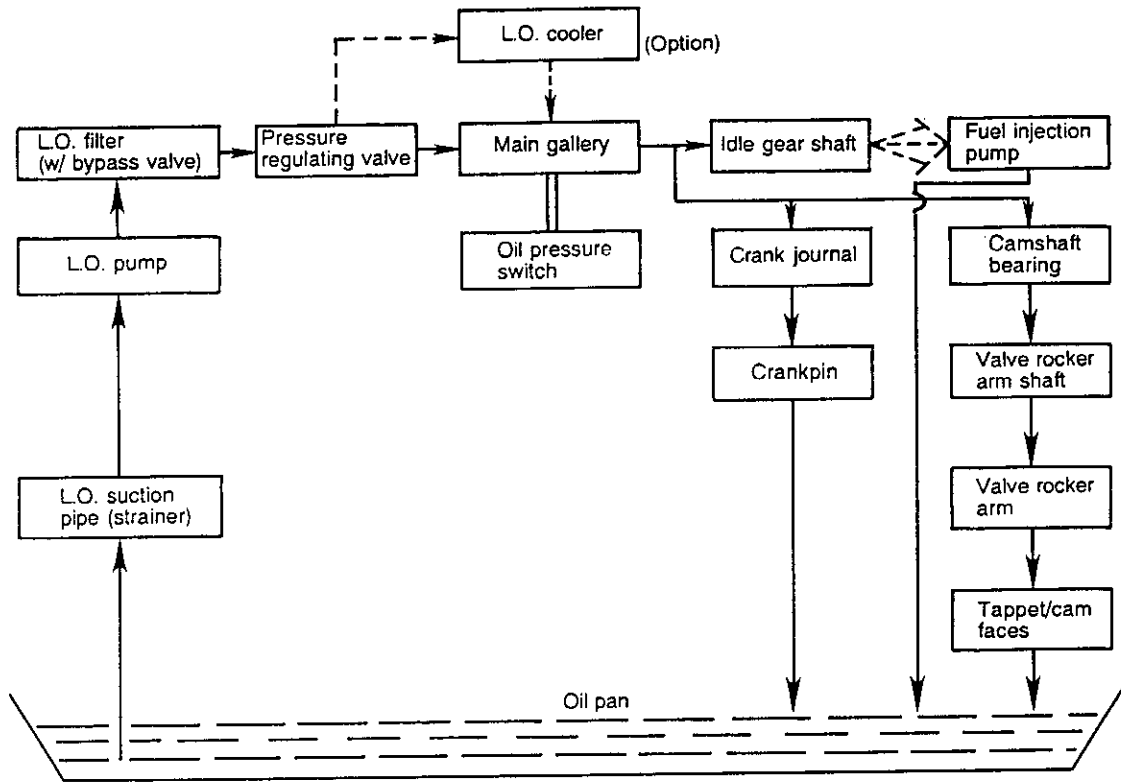 L.O. cooler
(Option)
L.O. filter
(w/ bypass valve)
Pressure
regulating valve
Main gallery
Idle gear shaft
Fuel injection
pump
L.O. pump
Oil pressure
switch
Crank journal
Camshaft
bearing
Crankpin
Valve rocker
arm shaft
L.O. suction
pipe (strainer)
Valve rocker
arm
Tappet/cam
faces
Oil pan